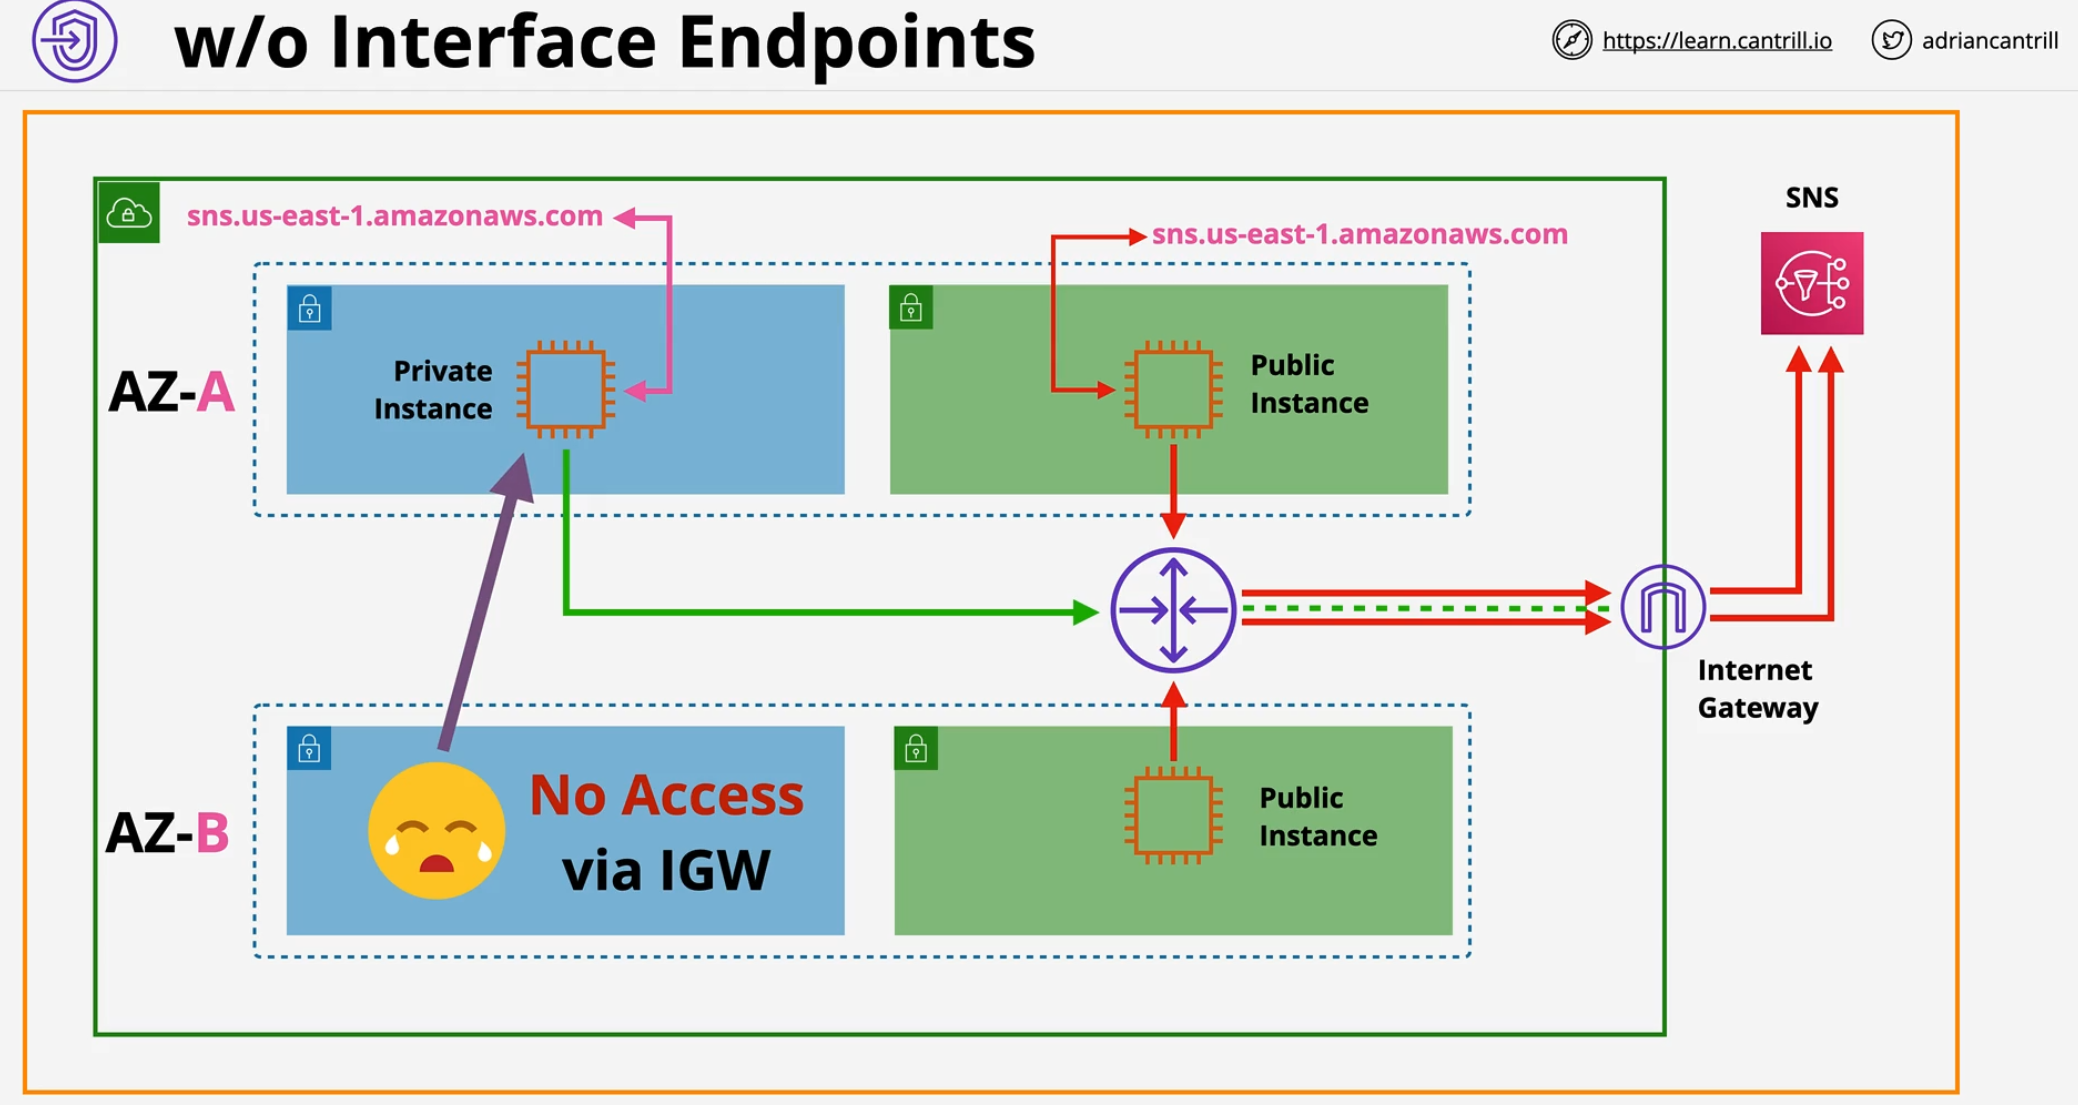 w/o Interface Endpoints
https://learn.cantrill.io
adriancantrill
SNS
sns.us-east-1.amazonaws.com
sns.us-east-1.amazonaws.com
AZ-A
Private
Instance
Public
Instance
Internet
Gateway
AZ-B
No Access
via IGW
Public
Instance